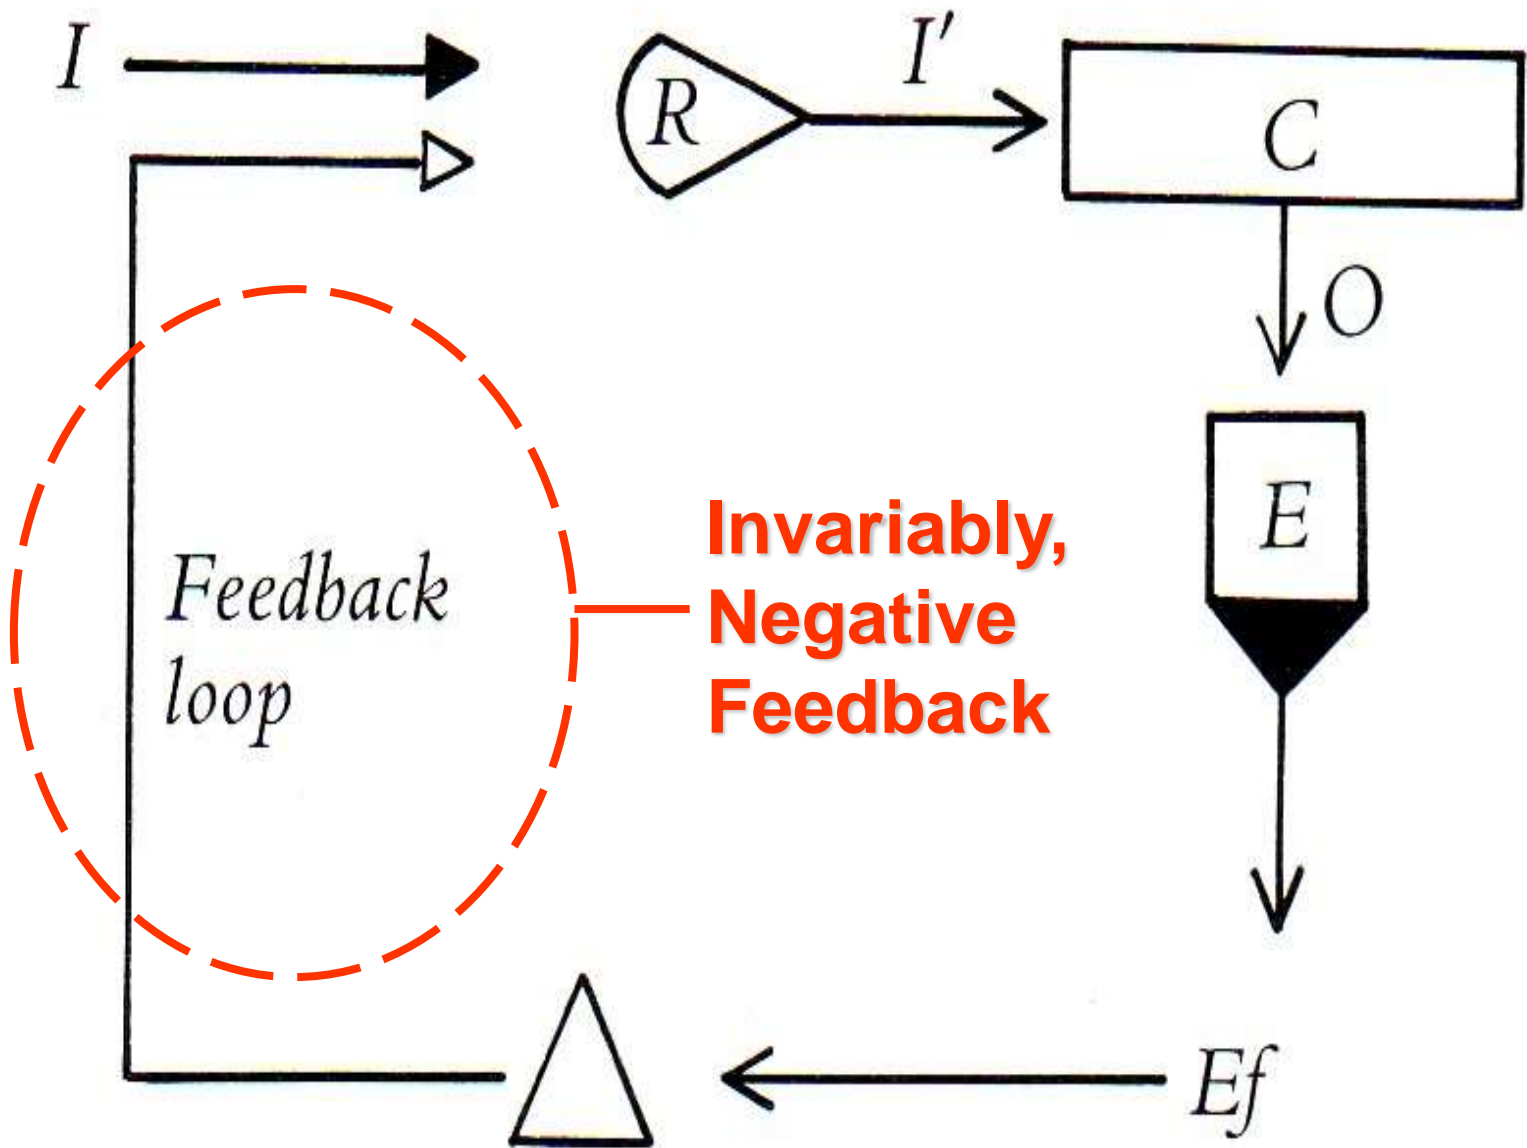 I
R
I′
C
O
E
Feedback
loop
Invariably,
Negative
Feedback
Ef